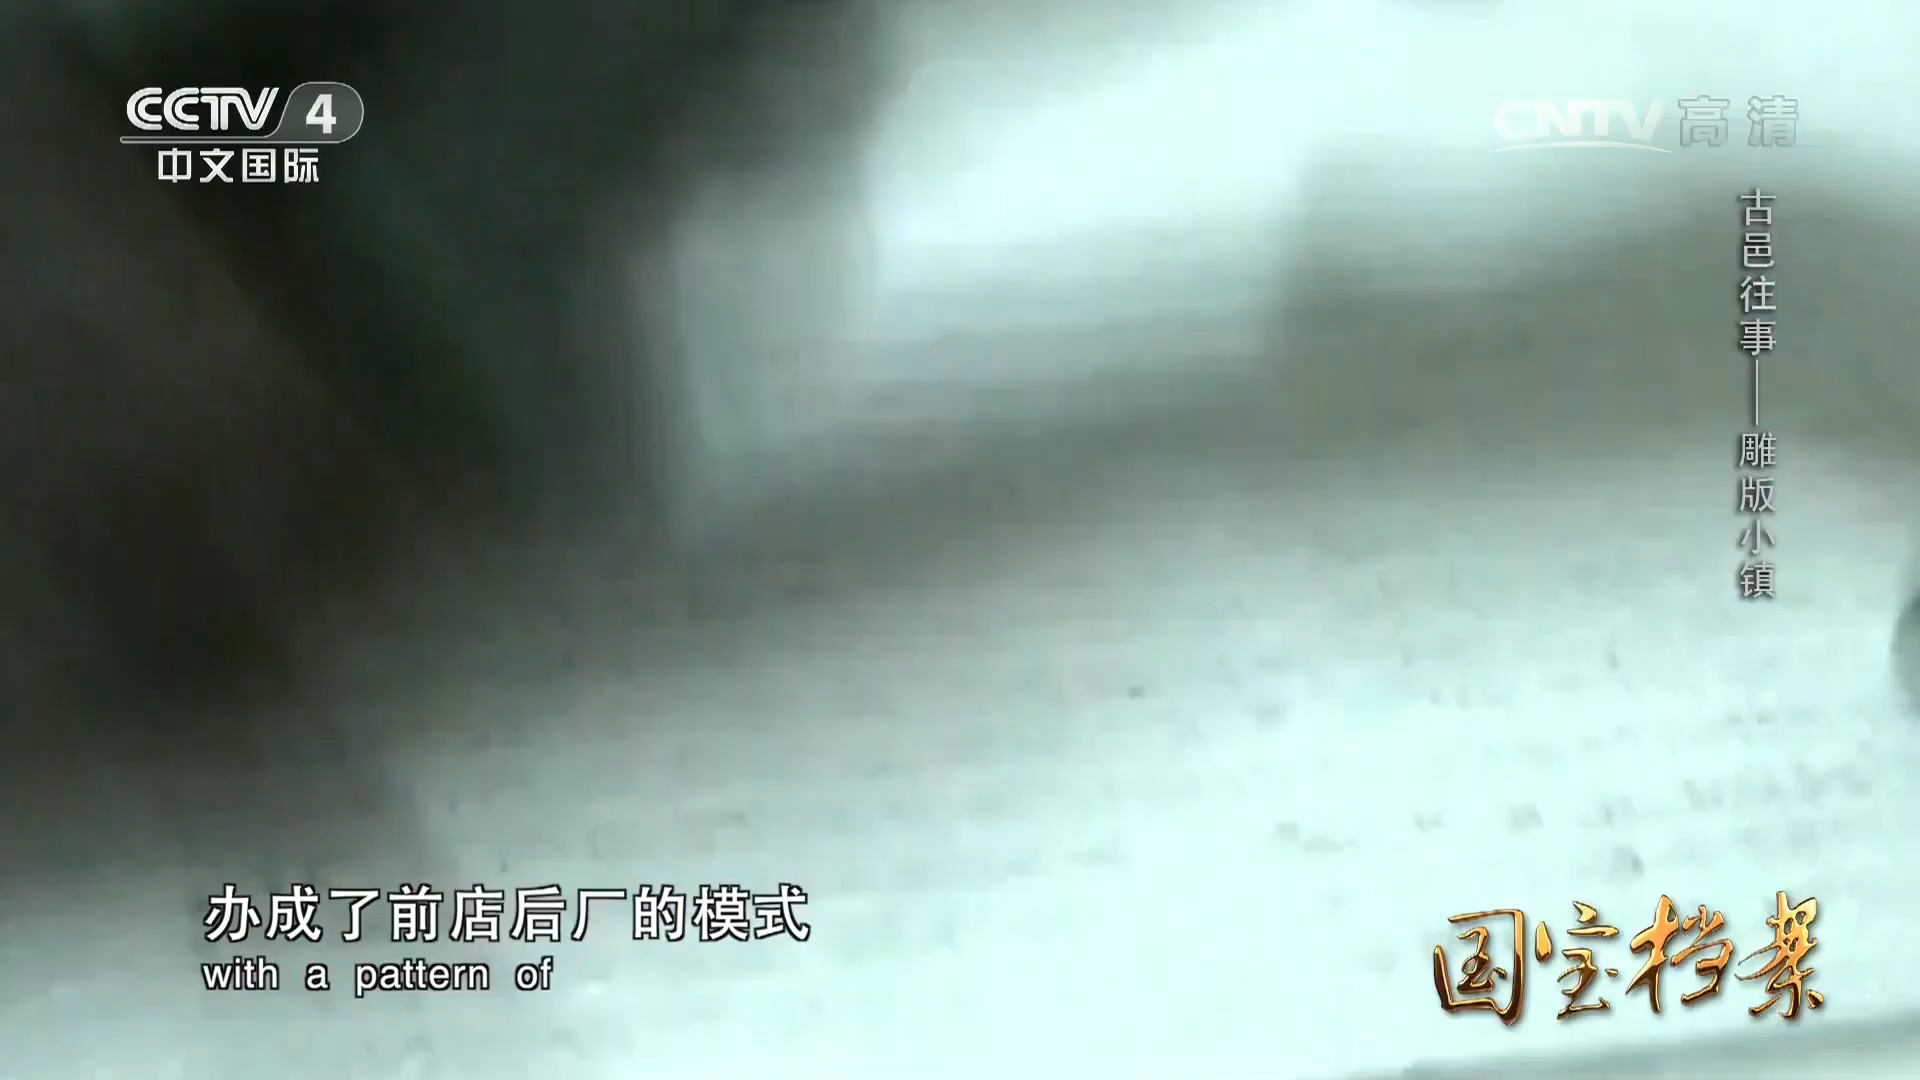 CCTV 4
中文国际
CNTV 高清
古邑往事——雕版小镇
办成了前店后厂的模式
with a pattern of
国宝档案